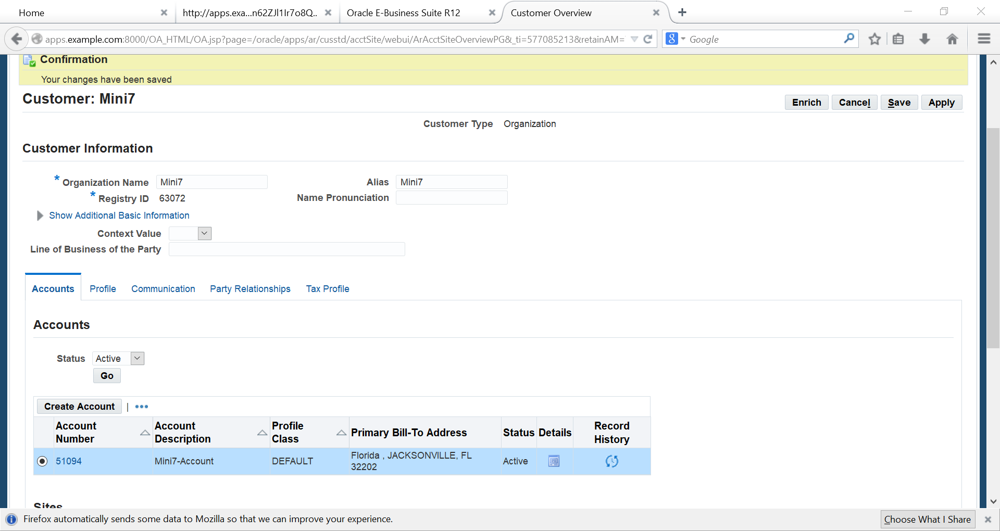 Home
http://apps.exa...n62ZJl1Ir7o8Q..
Oracle E-Business Suite R12
Customer Overview
apps.example.com:8000/OA_HTML/OA.jsp?page=/oracle/apps/ar/cusstd/acctSite/webui/ArAcctSiteOverviewPG&_ti=577085213&retainAM=
Google
Confirmation
Your changes have been saved
Customer: Mini7
Enrich Cancel Save Apply
Customer Type Organization
Customer Information
* Organization Name Mini7 Alias Mini7
* Registry ID 63072 Name Pronunciation
Show Additional Basic Information
Context Value
Line of Business of the Party
Accounts Profile Communication Party Relationships Tax Profile
Accounts
Status Active
Go
Create Account | •••
Account Number Account Description Profile Class Primary Bill-To Address Status Details Record History
51094 Mini7-Account DEFAULT Florida , JACKSONVILLE, FL 32202 Active
Sites
Firefox automatically sends some data to Mozilla so that we can improve your experience.
Choose What I Share